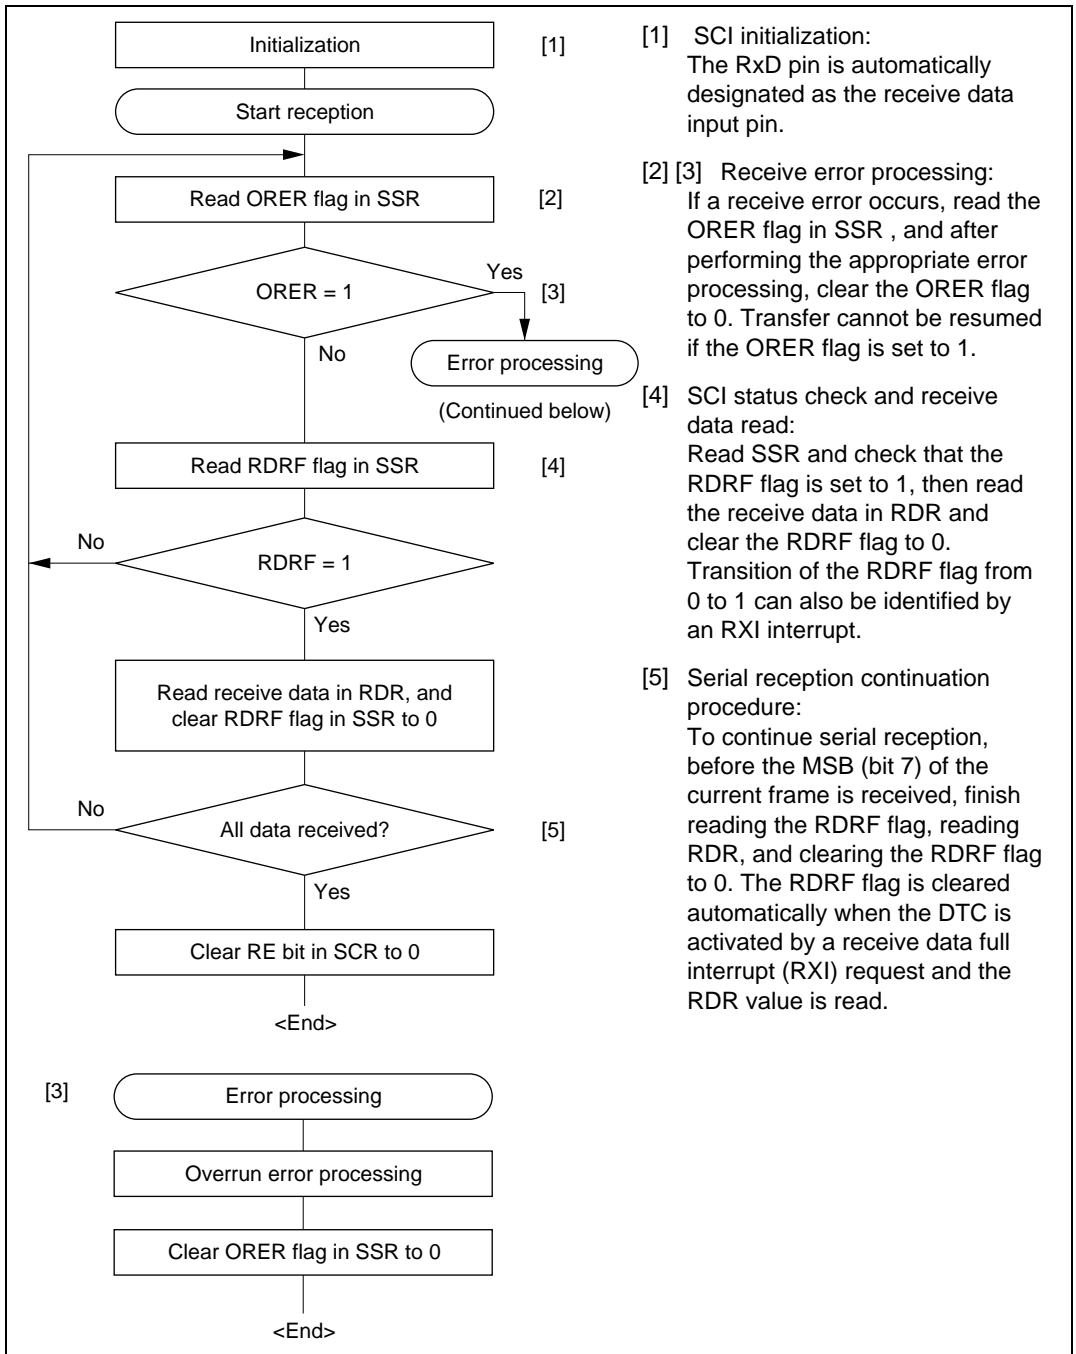 Initialization
[1]
Start reception
Read ORER flag in SSR
[2]
ORER = 1
Yes
[3]
No
Error processing
(Continued below)
Read RDRF flag in SSR
[4]
No
RDRF = 1
Yes
Read receive data in RDR, and
clear RDRF flag in SSR to 0
No
All data received?
[5]
Yes
Clear RE bit in SCR to 0
<End>
[3]
Error processing
Overrun error processing
Clear ORER flag in SSR to 0
<End>
[1] SCI initialization:
The RxD pin is automatically
designated as the receive data
input pin.
[2] [3] Receive error processing:
If a receive error occurs, read the
ORER flag in SSR , and after
performing the appropriate error
processing, clear the ORER flag
to 0. Transfer cannot be resumed
if the ORER flag is set to 1.
[4] SCI status check and receive
data read:
Read SSR and check that the
RDRF flag is set to 1, then read
the receive data in RDR and
clear the RDRF flag to 0.
Transition of the RDRF flag from
0 to 1 can also be identified by
an RXI interrupt.
[5] Serial reception continuation
procedure:
To continue serial reception,
before the MSB (bit 7) of the
current frame is received, finish
reading the RDRF flag, reading
RDR, and clearing the RDRF flag
to 0. The RDRF flag is cleared
automatically when the DTC is
activated by a receive data full
interrupt (RXI) request and the
RDR value is read.